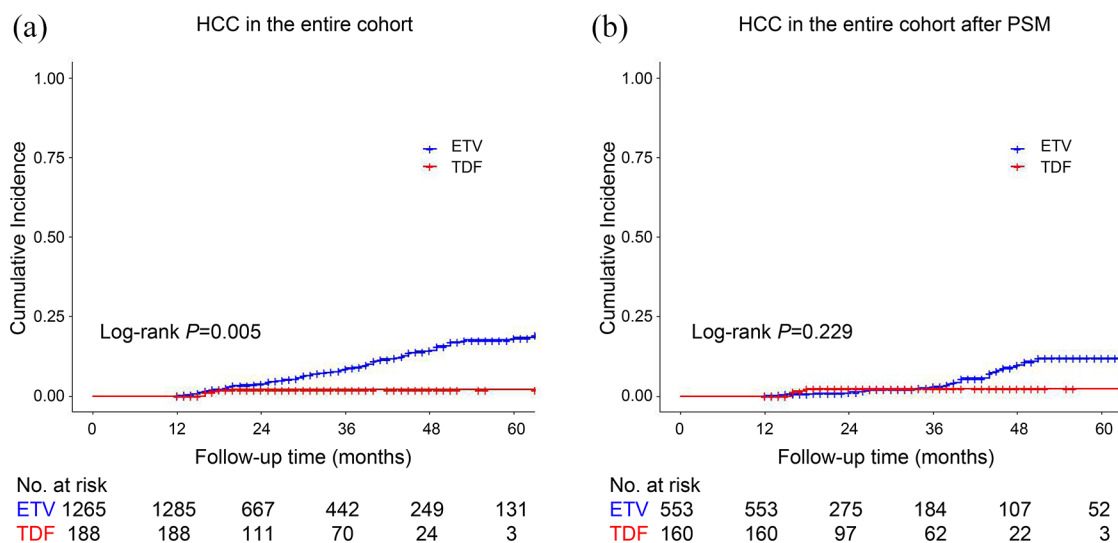 (a) HCC in the entire cohort
Cumulative Incidence
1.00
0.75
0.50
0.25
0.00
ETV
TDF
Log-rank P=0.005
0 12 24 36 48 60
Follow-up time (months)
No. at risk
ETV 1265 1285 667 442 249 131
TDF 188 188 111 70 24 3
(b) HCC in the entire cohort after PSM
Cumulative Incidence
1.00
0.75
0.50
0.25
0.00
ETV
TDF
Log-rank P=0.229
0 12 24 36 48 60
Follow-up time (months)
No. at risk
ETV 553 553 275 184 107 52
TDF 160 160 97 62 22 3